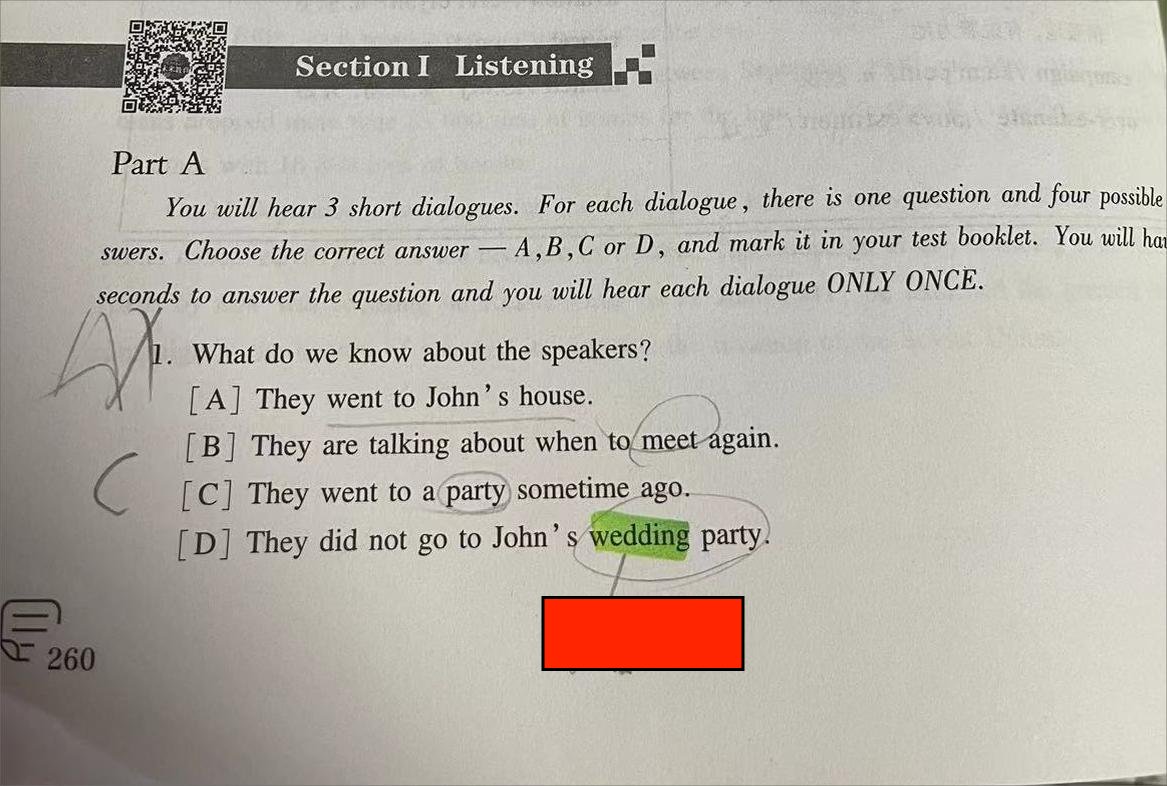 Section I Listening
Part A
You will hear 3 short dialogues. For each dialogue, there is one question and four possible
swers. Choose the correct answer — A, B, C or D, and mark it in your test booklet. You will ha
seconds to answer the question and you will hear each dialogue ONLY ONCE.
A
1. What do we know about the speakers?
[A] They went to John's house.
[B] They are talking about when to meet again.
C
[C] They went to a party sometime ago.
[D] They did not go to John's wedding party.
260